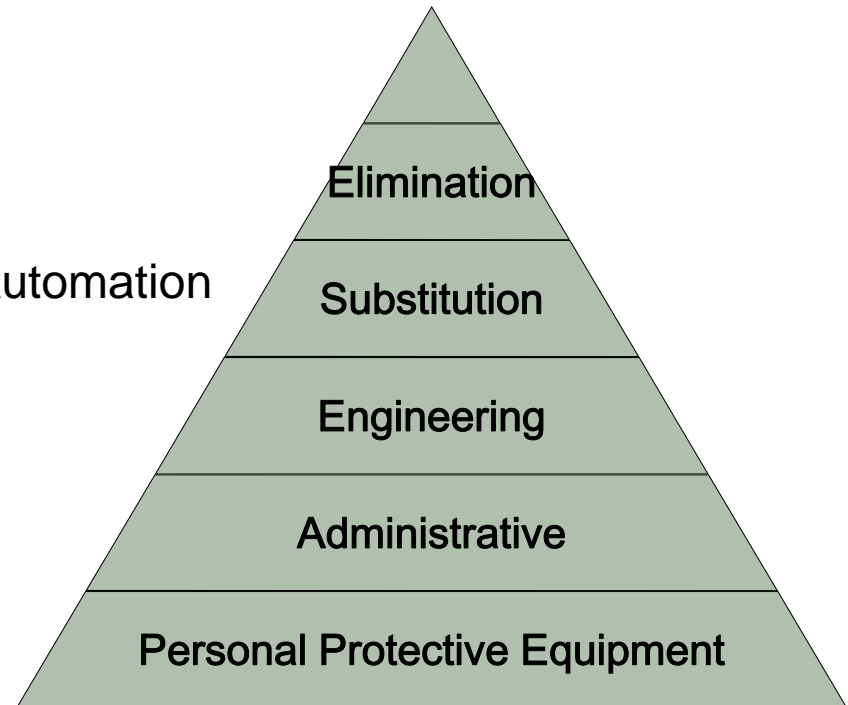 Elimination
utomation
Substitution
Engineering
Administrative
Personal Protective Equipment